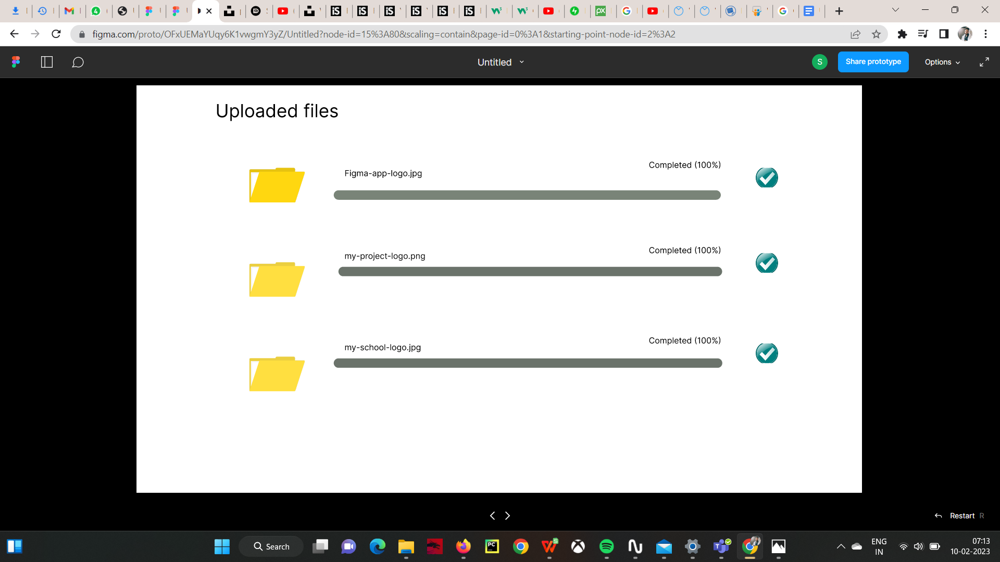 figma.com/proto/OFxUEMaYUqy6K1vwgmY3yZ/Untitled?node-id=15%3A80&scaling=contain&page-id=0%3A1&starting-point-node-id=2%3A2
Untitled
S
Share prototype
Options
Uploaded files
Figma-app-logo.jpg
Completed (100%)
my-project-logo.png
Completed (100%)
my-school-logo.jpg
Completed (100%)
Restart R
Search
ENG
IN
07:13
10-02-2023